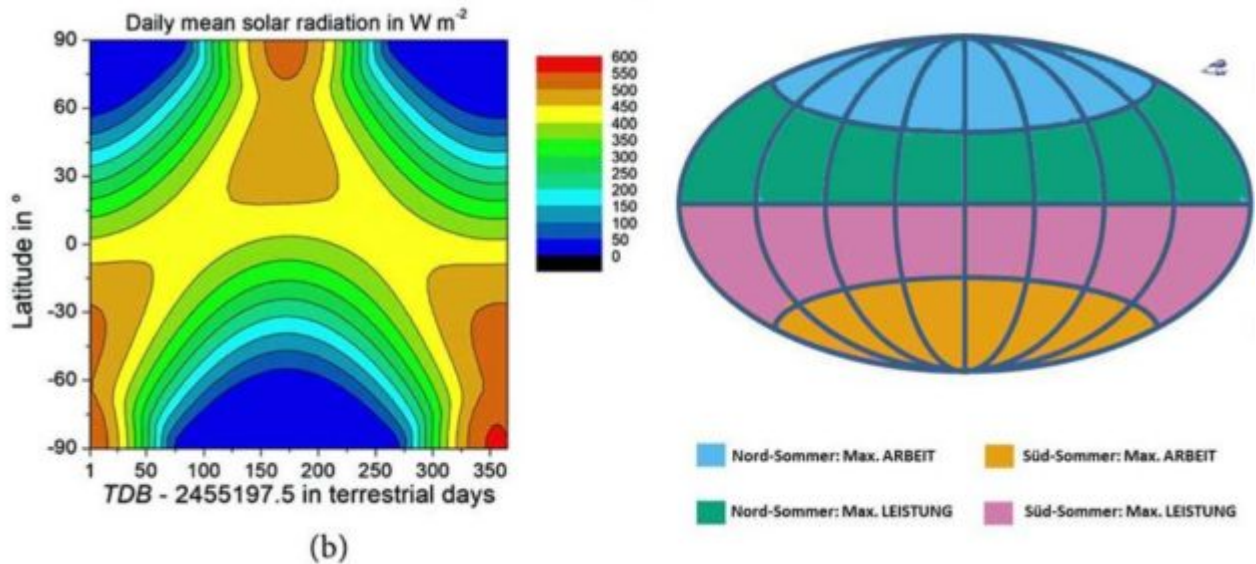 Daily mean solar radiation in W m⁻²
90
60
30
0
-30
-60
-90
Latitude in °
1 50 100 150 200 250 300 350
TDB - 2455197.5 in terrestrial days
(b)
600
550
500
450
400
350
300
250
200
150
100
50
0
Nord-Sommer: Max. ARBEIT
Süd-Sommer: Max. ARBEIT
Nord-Sommer: Max. LEISTUNG
Süd-Sommer: Max. LEISTUNG